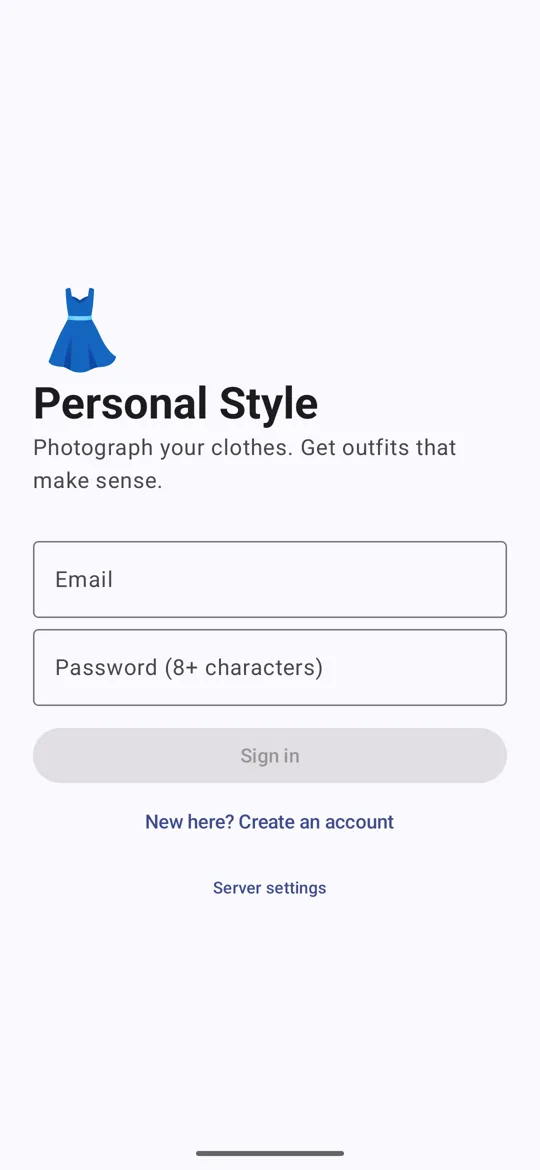 Personal Style
Photograph your clothes. Get outfits that
make sense.
Email
Password (8+ characters)
Sign in
New here? Create an account
Server settings